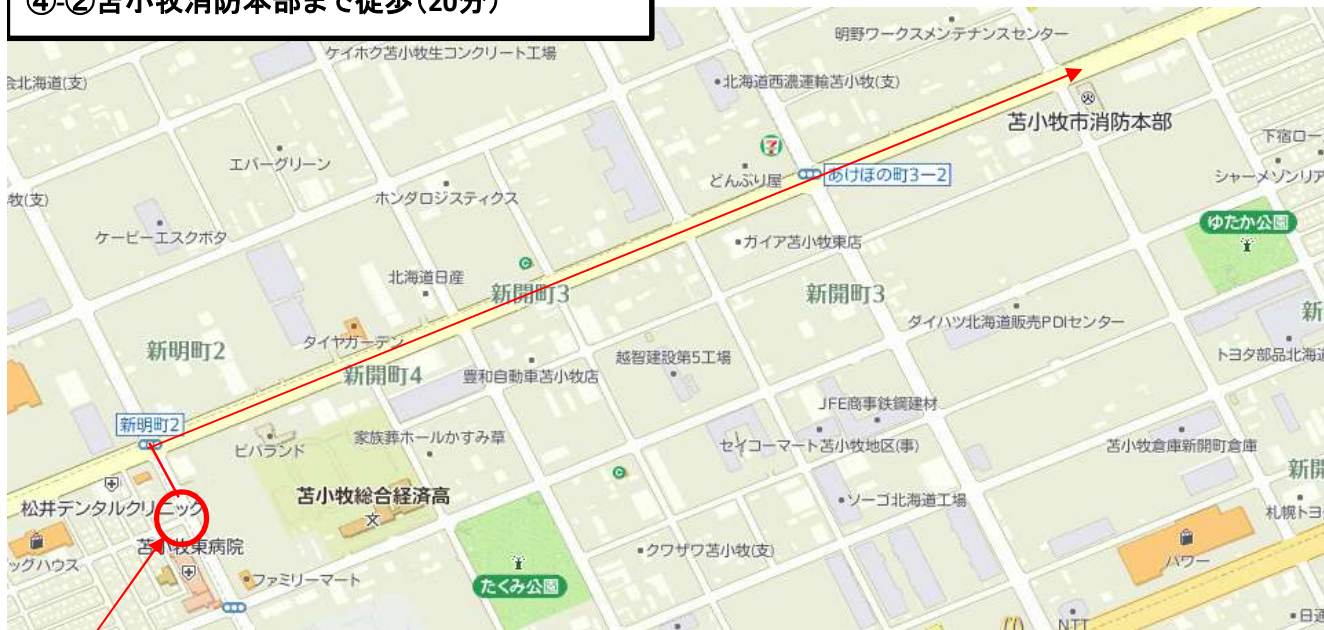 ④-②苫小牧消防本部まで徒歩（20分）
明野ワークスメンテナンスセンター
ケイホク苫小牧生コンクリート工場
会北海道(支)
北海道西濃運輸苫小牧(支)
苫小牧市消防本部
下宿ロー
エバーグリーン
どんぶり屋
あけぼの町3ー2
シャーメゾンリア
牧(支)
ホンダロジスティクス
ゆたか公園
ケービーエスクボタ
ガイア苫小牧東店
北海道日産
新開町3
新開町3
新
ダイハツ北海道販売PDIセンター
タイヤガーデン
新明町2
越智建設第5工場
トヨタ部品北海道
新開町4
豊和自動車苫小牧店
JFE商事鉄鋼建材
新明町2
家族葬ホールかすみ草
ビバランド
セイコーマート苫小牧地区(事)
苫小牧倉庫新開町倉庫
新開
苫小牧総合経済高
文
松井デンタルクリニック
ソーゴ北海道工場
札幌トヨ
苫小牧東病院
クワザワ苫小牧(支)
ッグハウス
パワー
ファミリーマート
たくみ公園
NTT
日通